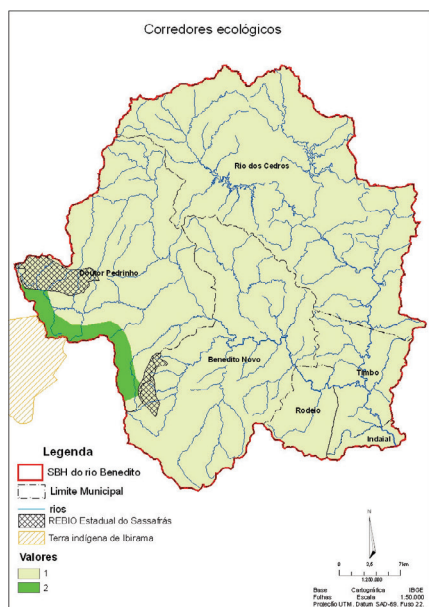 Corredores ecológicos
Rio dos Cedros
Doutor Pedrinho
Benedito Novo
Timbo
Rodeio
Indaial
Legenda
SBH do rio Benedito
Limite Municipal
rios
REBIO Estadual do Sassafrás
Terra indígena de Ibirama
Valores
1
2
N
0 3,5 7km
1:200.000
Base Cartográfica IBGE
Folhas Escala 1:50.000
Projeção UTM, Datum SAD-69, Fuso 22.